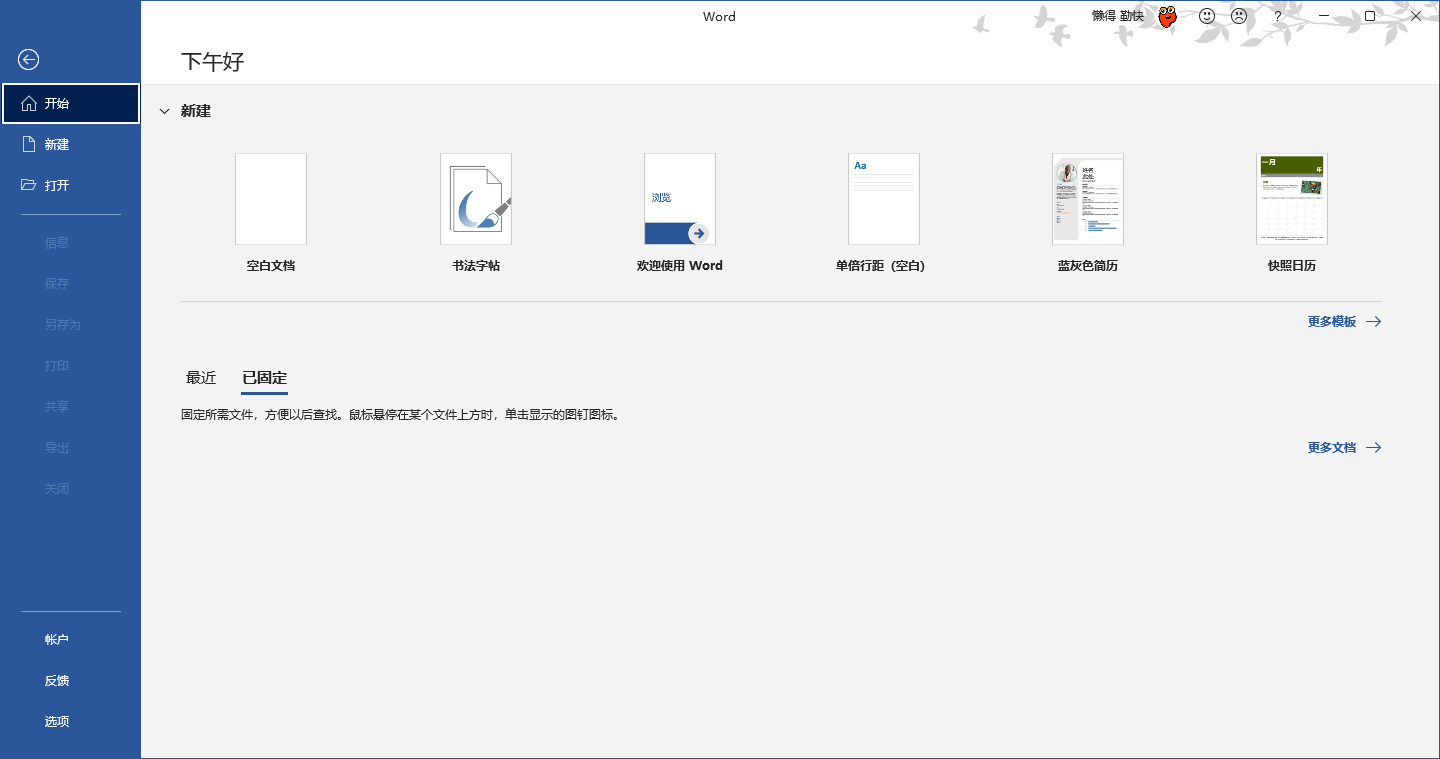 Word
懒得 勤快
?
下午好
开始
新建
打开
信息
保存
另存为
打印
共享
导出
关闭
帐户
反馈
选项
新建
空白文档
书法字帖
浏览
欢迎使用 Word
Aa
单倍行距 (空白)
姓名
此处
蓝灰色简历
一月
年
快照日历
更多模板
最近
已固定
固定所需文件，方便以后查找。鼠标悬停在某个文件上方时，单击显示的图钉图标。
更多文档